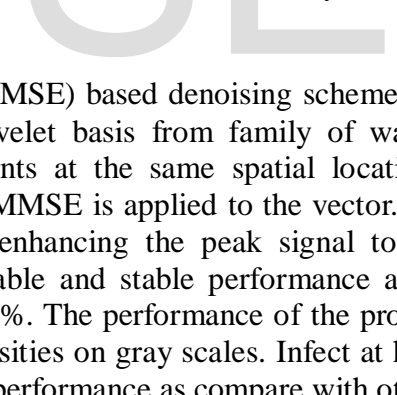 MSE) based denoising scheme
velet basis from family of wa
nts at the same spatial locati
MMSE is applied to the vector.
enhancing the peak signal to
able and stable performance a
%. The performance of the pro
sities on gray scales. Infect at
performance as compare with ot